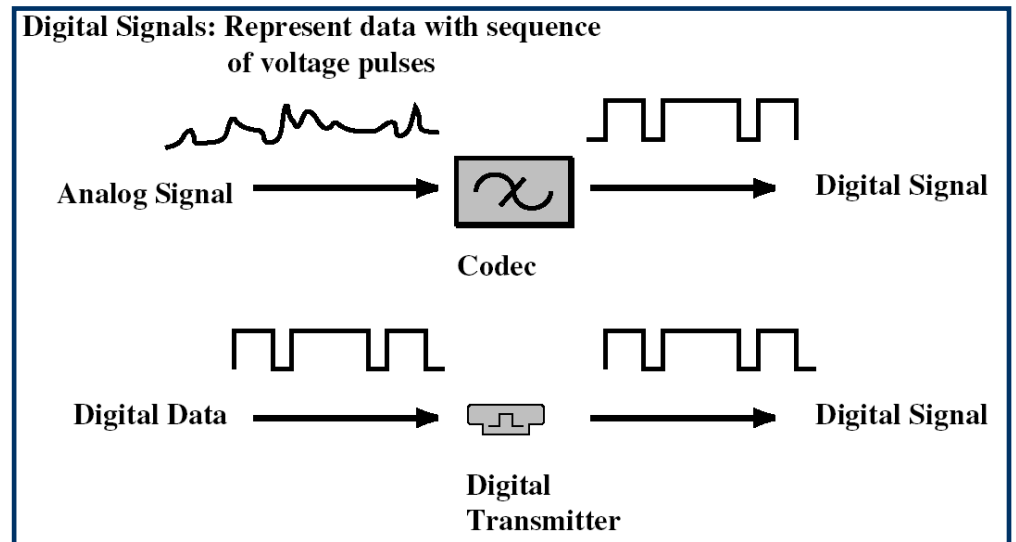 Digital Signals: Represent data with sequence
of voltage pulses
Analog Signal
Digital Signal
Codec
Digital Data
Digital Signal
Digital
Transmitter